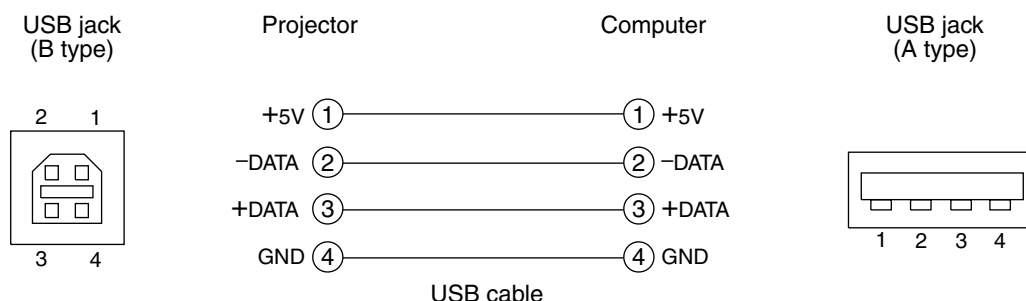 USB jack
(B type)
Projector
Computer
USB jack
(A type)
2 1
3 4
+5V 1 1 +5V
−DATA 2 2 −DATA
+DATA 3 3 +DATA
GND 4 4 GND
1 2 3 4
USB cable